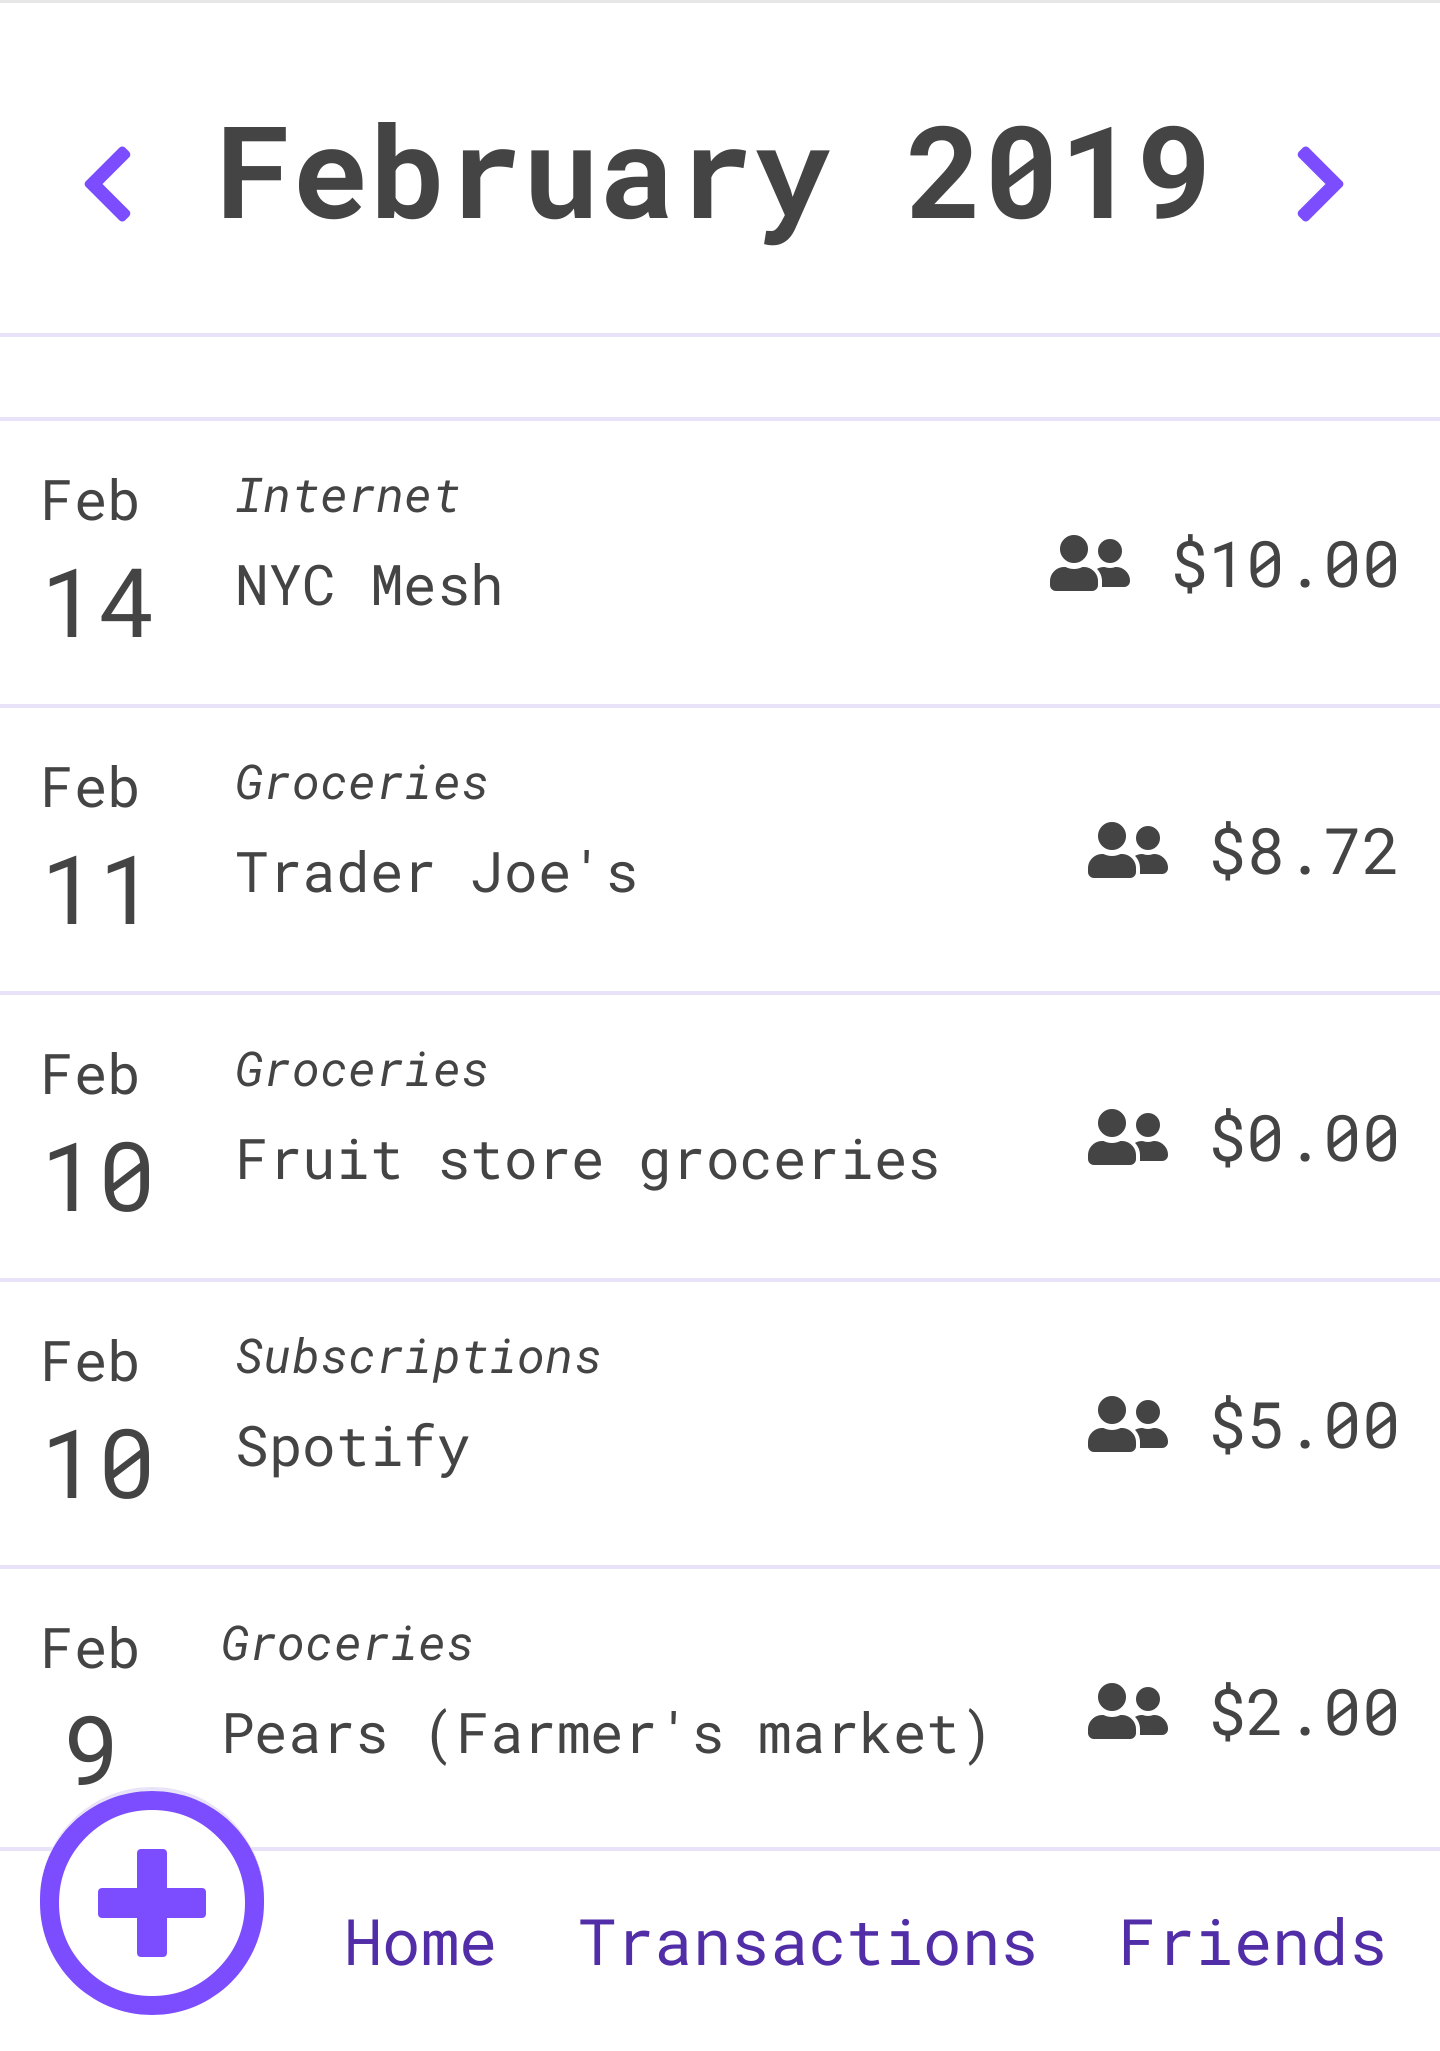 February 2019
Feb
14
Internet
NYC Mesh
$10.00
Feb
11
Groceries
Trader Joe's
$8.72
Feb
10
Groceries
Fruit store groceries
$0.00
Feb
10
Subscriptions
Spotify
$5.00
Feb
9
Groceries
Pears (Farmer's market)
$2.00
Home Transactions Friends